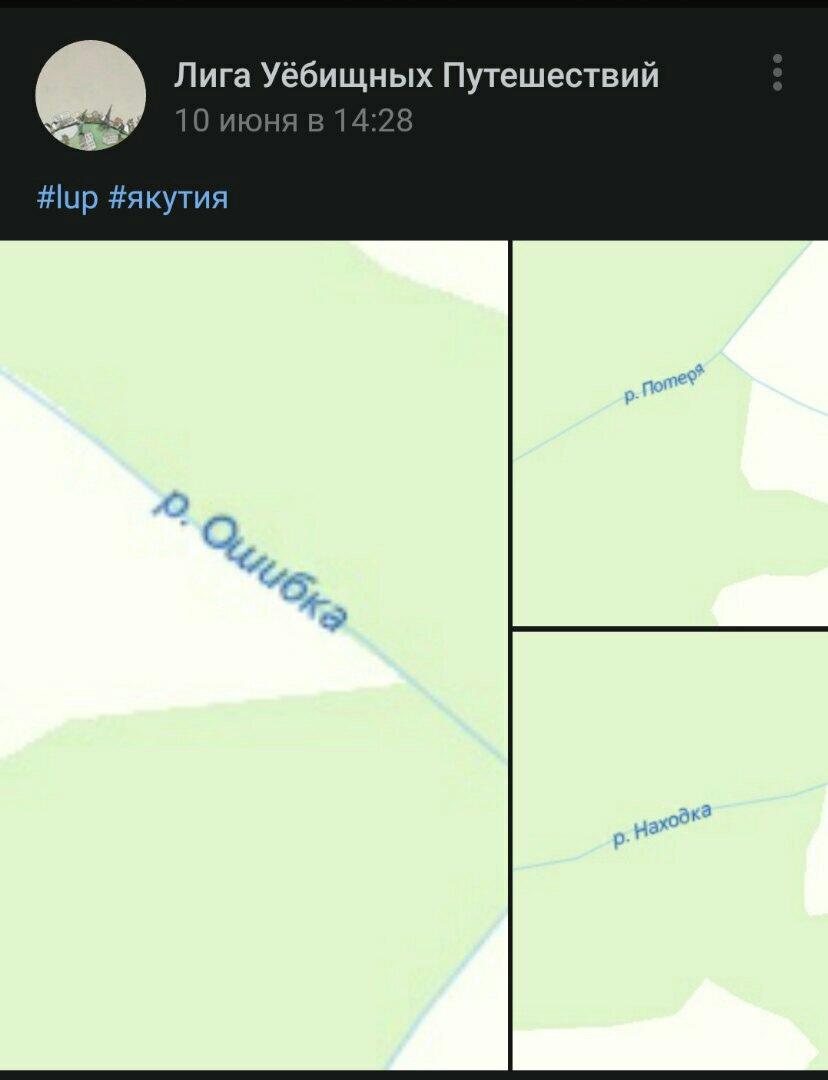 Лига Уёбищных Путешествий
10 июня в 14:28
#lup #якутия
р. Ошибка
р. Потеря
р. Находка